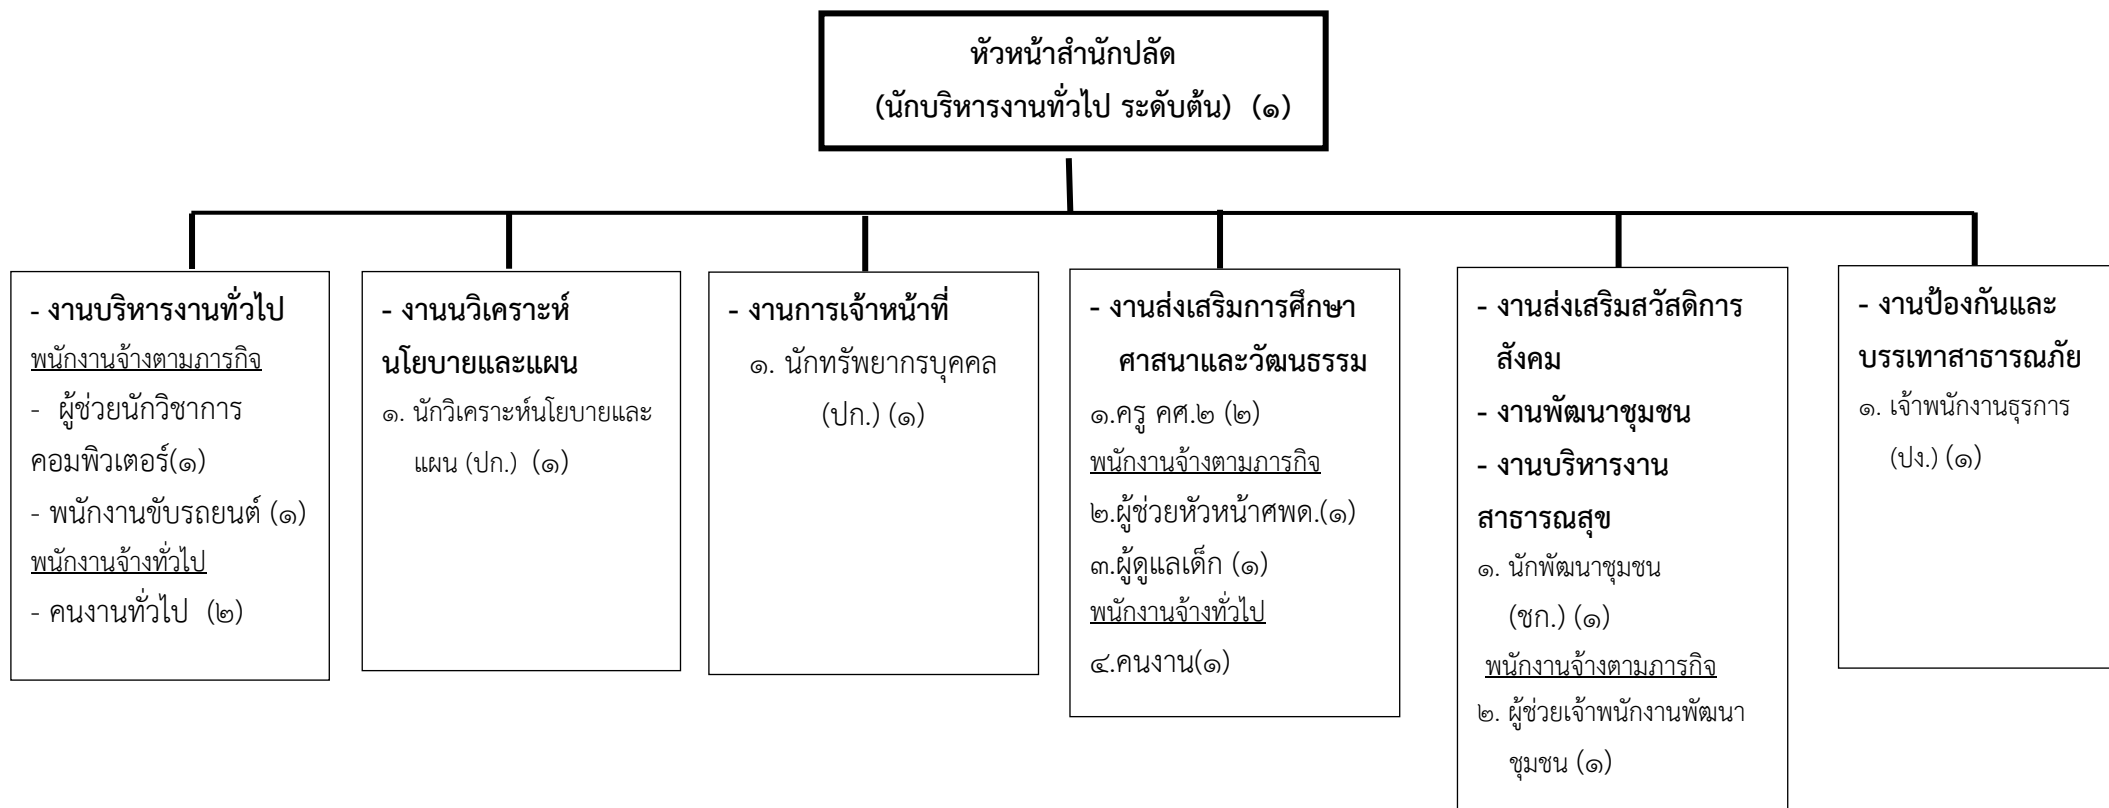 หัวหน้าสำนักปลัด
(นักบริหารงานทั่วไป ระดับต้น) (๑)
- งานบริหารงานทั่วไป
พนักงานจ้างตามภารกิจ
- ผู้ช่วยนักวิชาการ
คอมพิวเตอร์(๑)
- พนักงานขับรถยนต์ (๑)
พนักงานจ้างทั่วไป
- คนงานทั่วไป (๒)
- งานนวิเคราะห์
นโยบายและแผน
๑. นักวิเคราะห์นโยบายและ
แผน (ปก.) (๑)
- งานการเจ้าหน้าที่
๑. นักทรัพยากรบุคคล
(ปก.) (๑)
- งานส่งเสริมการศึกษา
ศาสนาและวัฒนธรรม
๑.ครู คศ.๒ (๒)
พนักงานจ้างตามภารกิจ
๒.ผู้ช่วยหัวหน้าศพด.(๑)
๓.ผู้ดูแลเด็ก (๑)
พนักงานจ้างทั่วไป
๔.คนงาน(๑)
- งานส่งเสริมสวัสดิการ
สังคม
- งานพัฒนาชุมชน
- งานบริหารงาน
สาธารณสุข
๑. นักพัฒนาชุมชน
(ชก.) (๑)
พนักงานจ้างตามภารกิจ
๒. ผู้ช่วยเจ้าพนักงานพัฒนา
ชุมชน (๑)
- งานป้องกันและ
บรรเทาสาธารณภัย
๑. เจ้าพนักงานธุรการ
(ปง.) (๑)